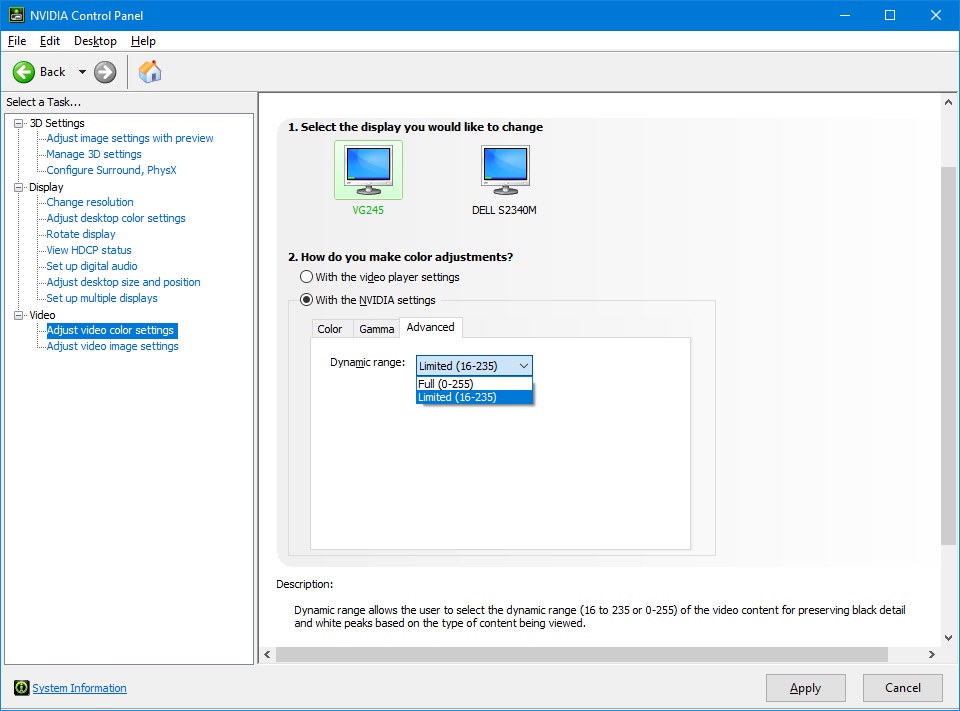 NVIDIA Control Panel
File Edit Desktop Help
Back
Select a Task...
3D Settings
Adjust image settings with preview
Manage 3D settings
Configure Surround, PhysX
Display
Change resolution
Adjust desktop color settings
Rotate display
View HDCP status
Set up digital audio
Adjust desktop size and position
Set up multiple displays
Video
Adjust video color settings
Adjust video image settings
1. Select the display you would like to change
VG245 DELL S2340M
2. How do you make color adjustments?
With the video player settings
With the NVIDIA settings
Color Gamma Advanced
Dynamic range: Limited (16-235)
Full (0-255)
Limited (16-235)
Description:
Dynamic range allows the user to select the dynamic range (16 to 235 or 0-255) of the video content for preserving black detail
and white peaks based on the type of content being viewed.
System Information
Apply Cancel